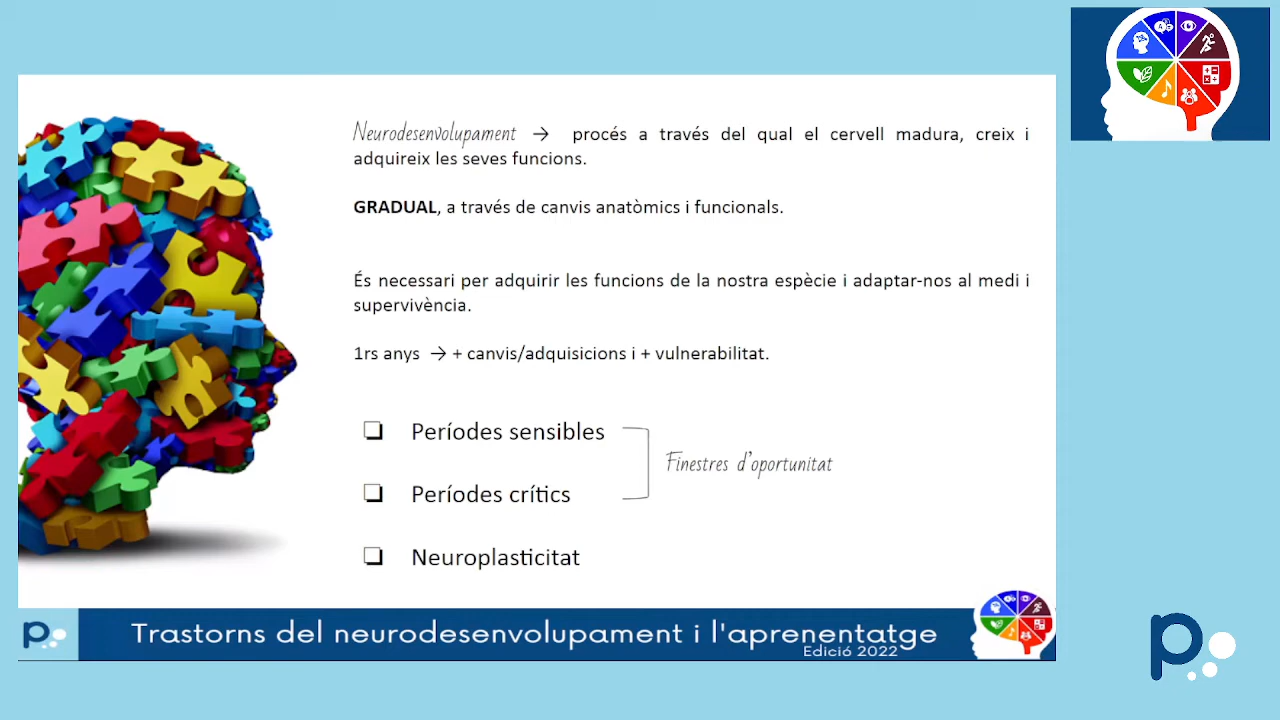 Neurodesenvolupament → procés a través del qual el cervell madura, creix i
adquireix les seves funcions.
GRADUAL, a través de canvis anatòmics i funcionals.
És necessari per adquirir les funcions de la nostra espècie i adaptar-nos al medi i
supervivència.
1rs anys → + canvis/adquisicions i + vulnerabilitat.
❏ Períodes sensibles
Finestres d’oportunitat
❏ Períodes crítics
❏ Neuroplasticitat
p.
Trastorns del neurodesenvolupament i l'aprenentatge
Edició 2022
p.